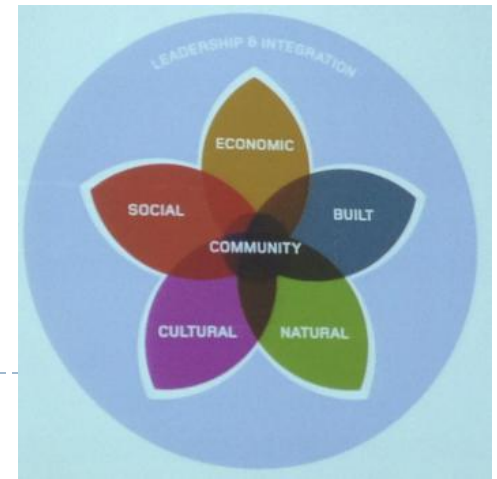 LEADERSHIP & INTEGRATION
ECONOMIC
SOCIAL
BUILT
COMMUNITY
CULTURAL
NATURAL